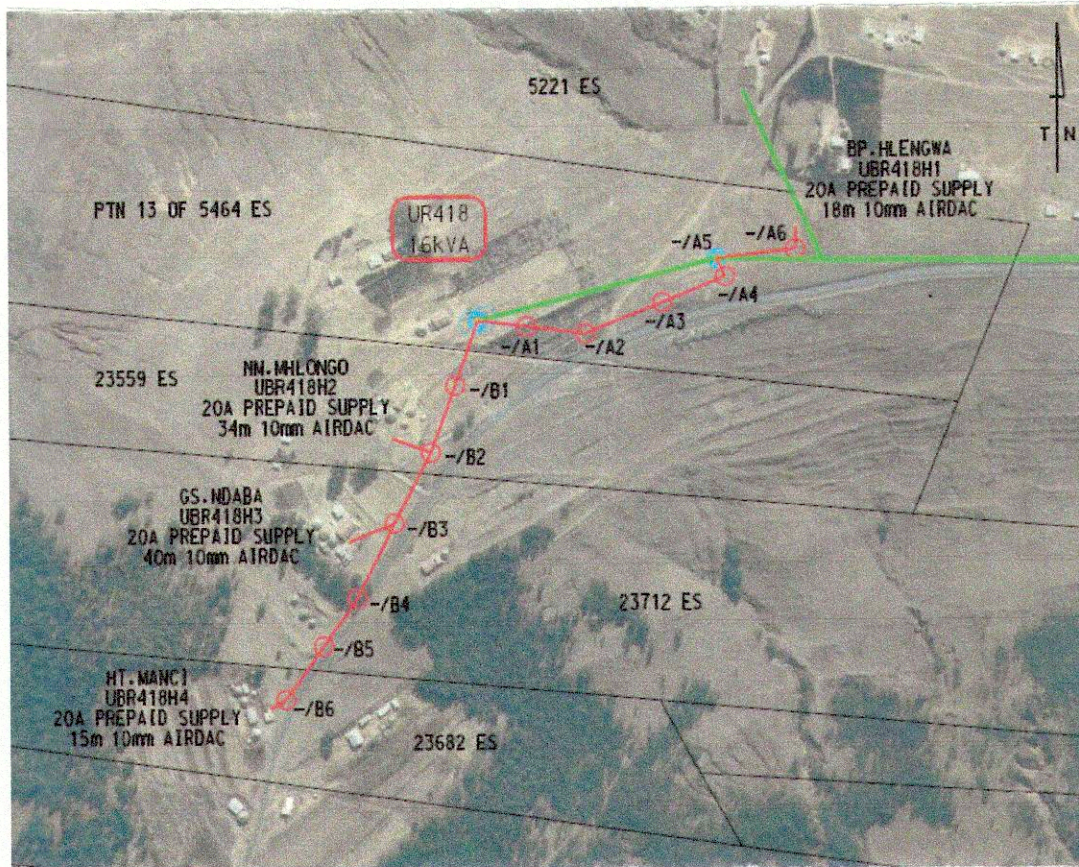 5221 ES
T N
BP.HLENGWA
UBR418H1
20A PREPAID SUPPLY
18m 10mm AIRDAC
PTN 13 OF 5464 ES
UR418
16kVA
-/A5
-/A6
-/A4
-/A3
-/A1
-/A2
23559 ES
NM.MHLONGO
UBR418H2
20A PREPAID SUPPLY
34m 10mm AIRDAC
-/B1
-/B2
GS.NDABA
UBR418H3
20A PREPAID SUPPLY
40m 10mm AIRDAC
-/B3
-/B4
23712 ES
-/B5
HT.MANCI
UBR418H4
20A PREPAID SUPPLY
15m 10mm AIRDAC
-/B6
23682 ES